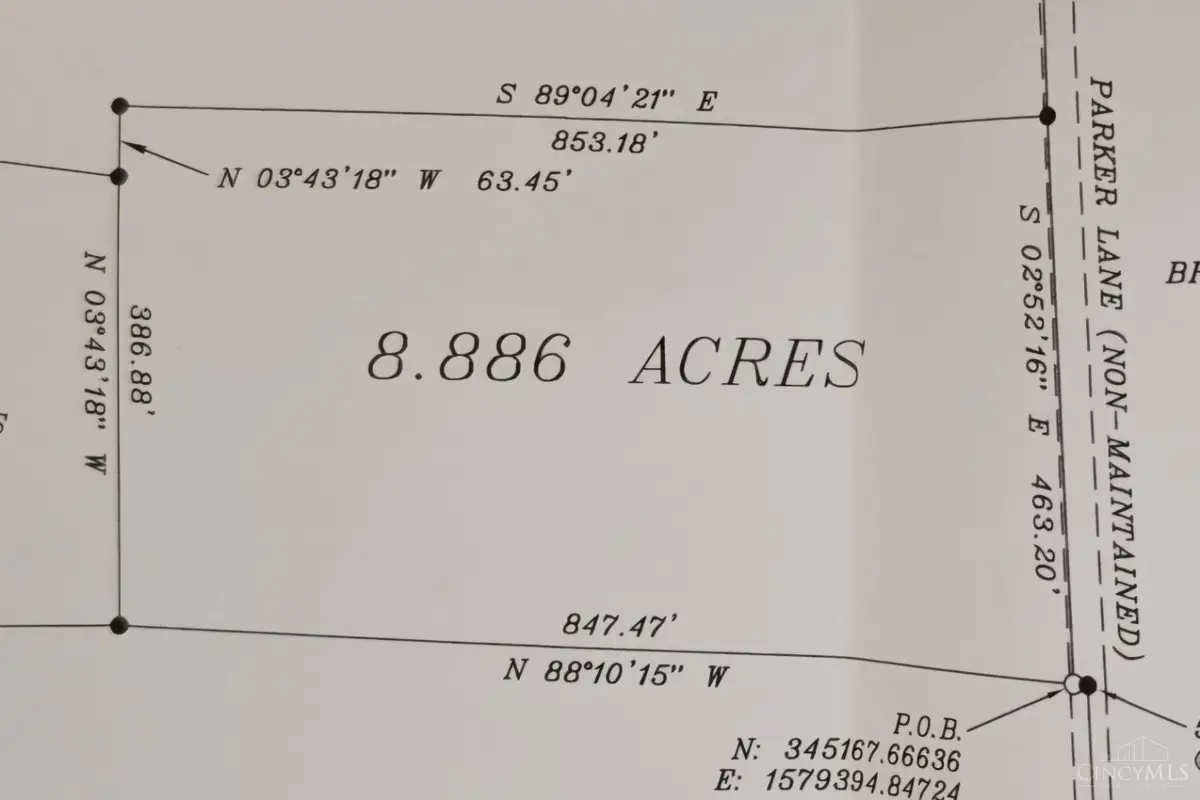 S 89°04'21" E
853.18'
N 03°43'18" W 63.45'
N 03°43'18" W
386.88'
8.886 ACRES
S 02°52'16" E 463.20'
PARKER LANE (NON-MAINTAINED)
847.47'
N 88°10'15" W
P.O.B.
N: 345167.66636
E: 1579394.84724
CINCYMLS